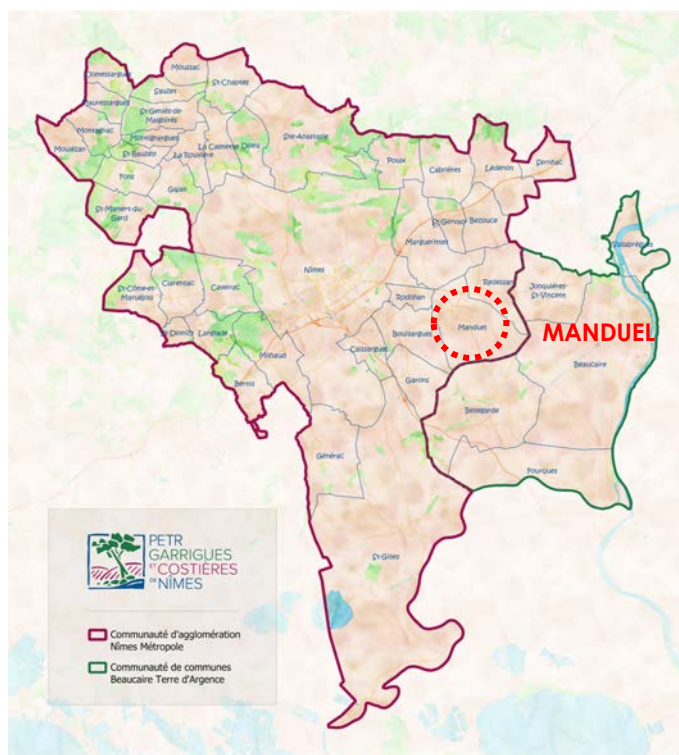 Moussac
Domessargues
St-Chaptes
Sauzet
Mauressargues
St-Géniès-de-
Malgoirès
Montagnac
Montignargues
Ste-Anastasie
La Calmette
Dions
Moulézan
St-Bauzély
La Rouvière
Fons
Gajan
St-Mamert-du-
Gard
Poulx
Cabrières
Lédenon
Sernhac
St-Gervasy
Bezouce
Marguerittes
Vallabrègues
Nîmes
Redessan
Jonquières-
St-Vincent
St-Côme-et-
Maruéjols
Clarensac
Caveirac
Rodilhan
Manduel
MANDUEL
St-Dionisy
Langlade
Bouillargues
Milhaud
Caissargues
Beaucaire
Bernis
Garons
Bellegarde
Générac
Fourques
St-Gilles
PETR
GARRIGUES
ET COSTIÈRES
DE NÎMES
Communauté d'agglomération
Nîmes Métropole
Communauté de communes
Beaucaire Terre d'Argence